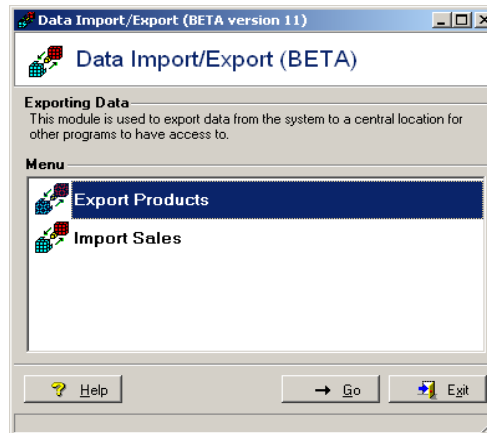 Data Import/Export (BETA version 11)
Data Import/Export (BETA)
Exporting Data
This module is used to export data from the system to a central location for
other programs to have access to.
Menu
Export Products
Import Sales
Help
Go
Exit